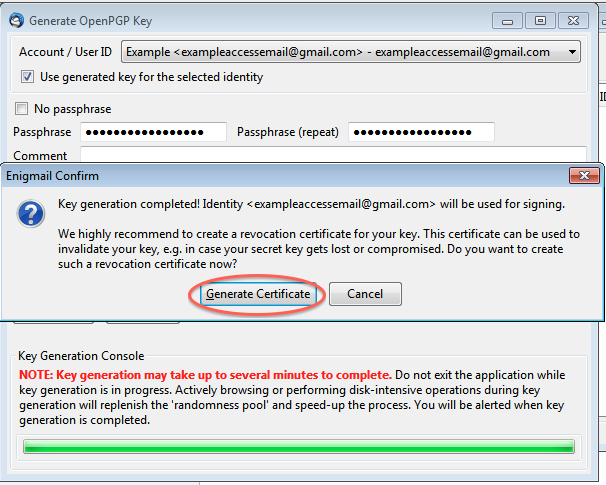 Generate OpenPGP Key
Account / User ID
Example <exampleaccessemail@gmail.com> - exampleaccessemail@gmail.com
Use generated key for the selected identity
No passphrase
Passphrase ●●●●●●●●●●●●●●●●● Passphrase (repeat) ●●●●●●●●●●●●●●●●●
Comment
Enigmail Confirm
Key generation completed! Identity <exampleaccessemail@gmail.com> will be used for signing.
We highly recommend to create a revocation certificate for your key. This certificate can be used to
invalidate your key, e.g. in case your secret key gets lost or compromised. Do you want to create
such a revocation certificate now?
Generate Certificate Cancel
Key Generation Console
NOTE: Key generation may take up to several minutes to complete. Do not exit the application while
key generation is in progress. Actively browsing or performing disk-intensive operations during key
generation will replenish the 'randomness pool' and speed-up the process. You will be alerted when key
generation is completed.